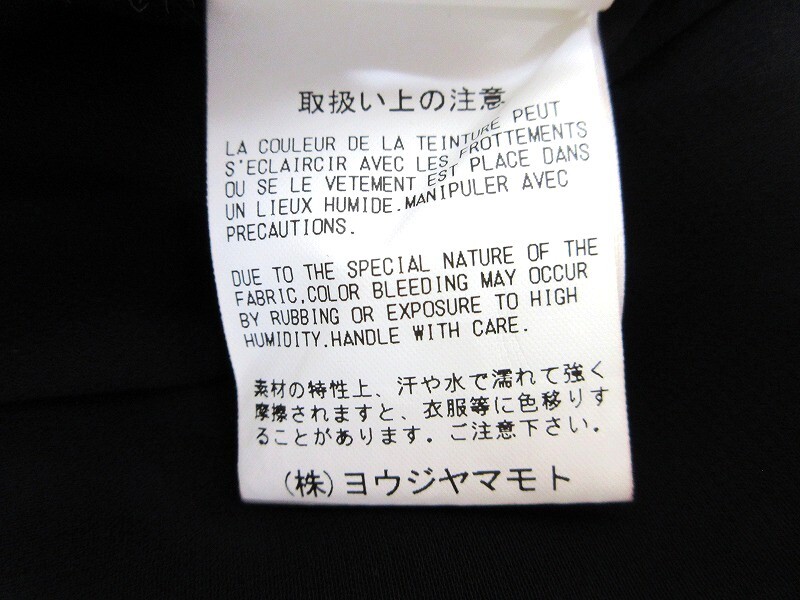 取扱い上の注意
LA COULEUR DE LA TEINTURE PEUT
S'ECLAIRCIR AVEC LES FROTTEMENTS
OU SE LE VETEMENT EST PLACE DANS
UN LIEUX HUMIDE.MANIPULER AVEC
PRECAUTIONS.
DUE TO THE SPECIAL NATURE OF THE
FABRIC,COLOR BLEEDING MAY OCCUR
BY RUBBING OR EXPOSURE TO HIGH
HUMIDITY.HANDLE WITH CARE.
素材の特性上、汗や水で濡れて強く
摩擦されますと、衣服等に色移りす
ることがあります。ご注意下さい。
(株)ヨウジヤマモト